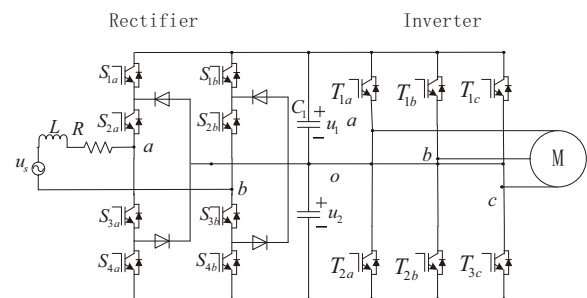 Rectifier Inverter
S1a S1b
T1a T1b T1c
S2a S2b C1 + u1 −
a
L R a
us
b
o
M
b
c
S3a S3b + u2 −
S4a S4b
T2a T2b T3c